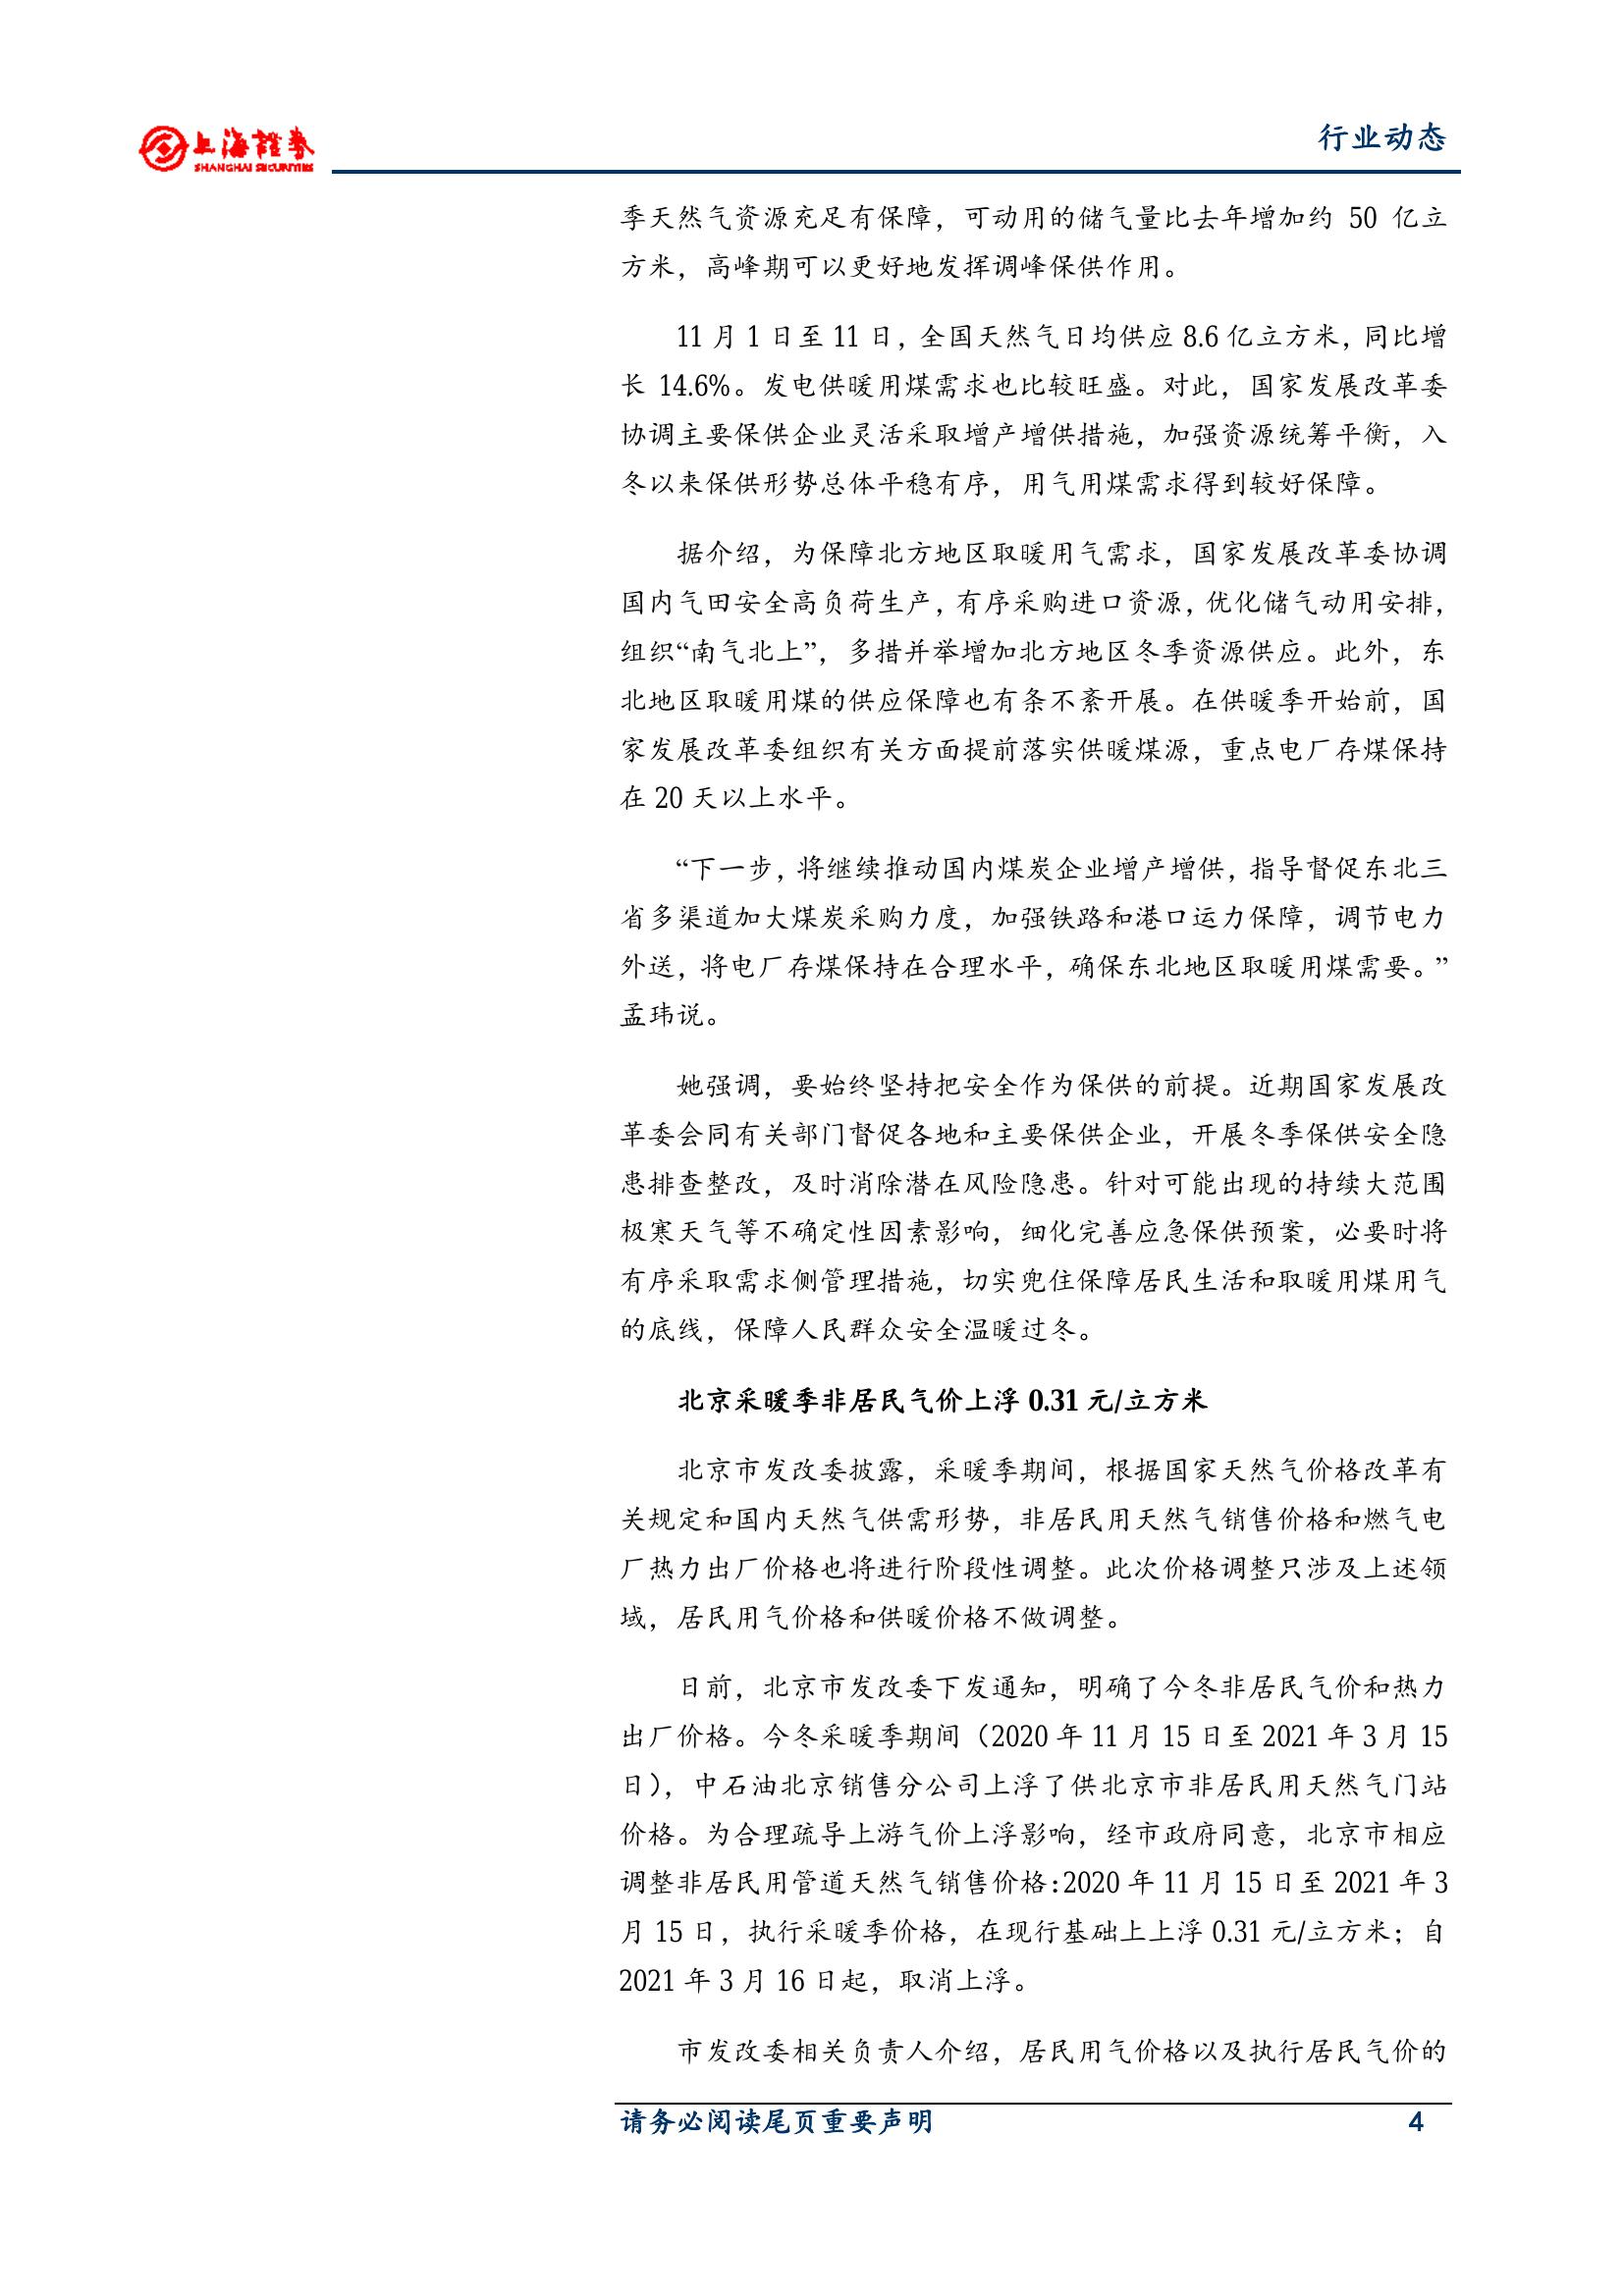 上海證券
SHANGHAI SECURITIES
行业动态
季天然气资源充足有保障，可动用的储气量比去年增加约 50 亿立
方米，高峰期可以更好地发挥调峰保供作用。
11 月 1 日至 11 日，全国天然气日均供应 8.6 亿立方米，同比增
长 14.6%。发电供暖用煤需求也比较旺盛。对此，国家发展改革委
协调主要保供企业灵活采取增产增供措施，加强资源统筹平衡，入
冬以来保供形势总体平稳有序，用气用煤需求得到较好保障。
据介绍，为保障北方地区取暖用气需求，国家发展改革委协调
国内气田安全高负荷生产，有序采购进口资源，优化储气动用安排，
组织“南气北上”，多措并举增加北方地区冬季资源供应。此外，东
北地区取暖用煤的供应保障也有条不紊开展。在供暖季开始前，国
家发展改革委组织有关方面提前落实供暖煤源，重点电厂存煤保持
在 20 天以上水平。
“下一步，将继续推动国内煤炭企业增产增供，指导督促东北三
省多渠道加大煤炭采购力度，加强铁路和港口运力保障，调节电力
外送，将电厂存煤保持在合理水平，确保东北地区取暖用煤需要。”
孟玮说。
她强调，要始终坚持把安全作为保供的前提。近期国家发展改
革委会同有关部门督促各地和主要保供企业，开展冬季保供安全隐
患排查整改，及时消除潜在风险隐患。针对可能出现的持续大范围
极寒天气等不确定性因素影响，细化完善应急保供预案，必要时将
有序采取需求侧管理措施，切实兜住保障居民生活和取暖用煤用气
的底线，保障人民群众安全温暖过冬。
北京采暖季非居民气价上浮 0.31 元/立方米
北京市发改委披露，采暖季期间，根据国家天然气价格改革有
关规定和国内天然气供需形势，非居民用天然气销售价格和燃气电
厂热力出厂价格也将进行阶段性调整。此次价格调整只涉及上述领
域，居民用气价格和供暖价格不做调整。
日前，北京市发改委下发通知，明确了今冬非居民气价和热力
出厂价格。今冬采暖季期间（2020 年 11 月 15 日至 2021 年 3 月 15
日），中石油北京销售分公司上浮了供北京市非居民用天然气门站
价格。为合理疏导上游气价上浮影响，经市政府同意，北京市相应
调整非居民用管道天然气销售价格:2020 年 11 月 15 日至 2021 年 3
月 15 日，执行采暖季价格，在现行基础上上浮 0.31 元/立方米；自
2021 年 3 月 16 日起，取消上浮。
市发改委相关负责人介绍，居民用气价格以及执行居民气价的
请务必阅读尾页重要声明 4